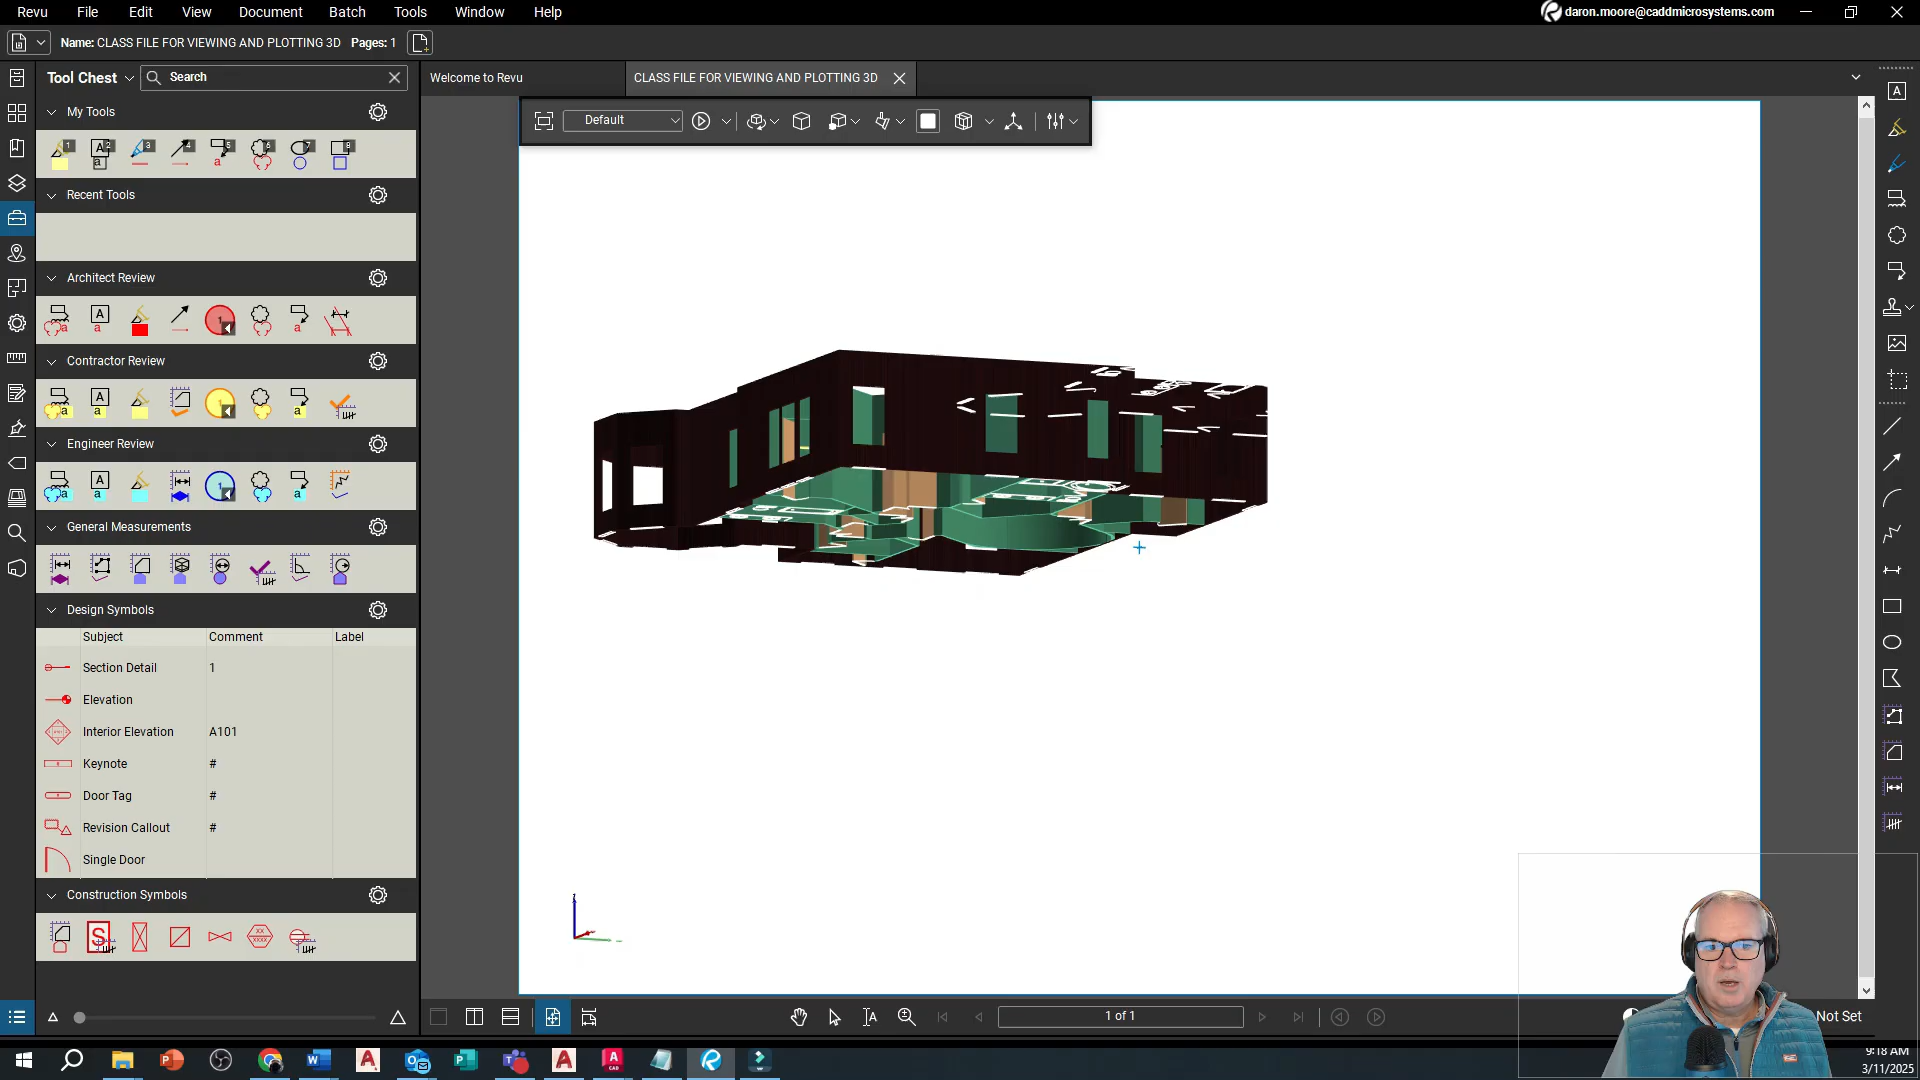 Revu File Edit View Document Batch Tools Window Help daron.moore@caddmicrosystems.com
Name: CLASS FILE FOR VIEWING AND PLOTTING 3D Pages: 1
Tool Chest Search
Welcome to Revu CLASS FILE FOR VIEWING AND PLOTTING 3D
My Tools
Default
Recent Tools
Architect Review
Contractor Review
Engineer Review
General Measurements
Design Symbols
Subject Comment Label
Section Detail 1
Elevation
Interior Elevation A101
Keynote #
Door Tag #
Revision Callout #
Single Door
Construction Symbols
1 of 1
Not Set
9:18 AM
3/11/2025